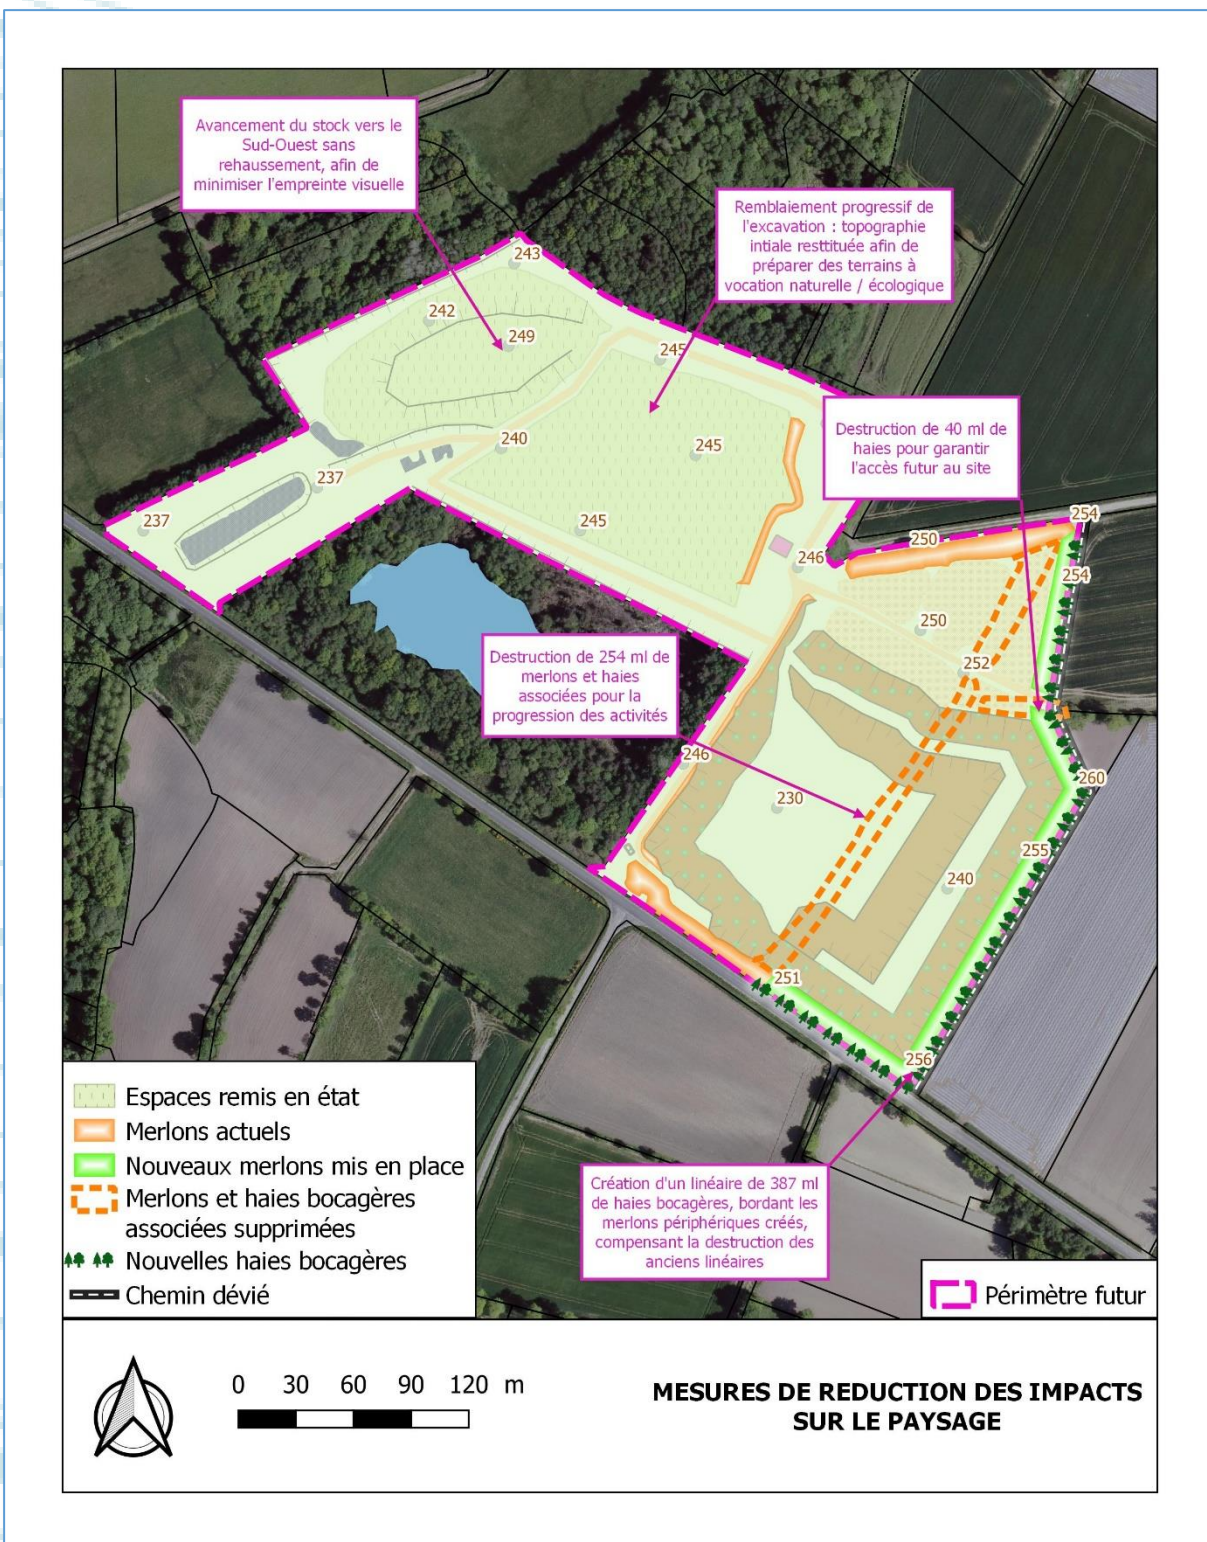 Avancement du stock vers le
Sud-Ouest sans
rehaussement, afin de
minimiser l'empreinte visuelle
Remblaiement progressif de
l'excavation : topographie
intiale resttituée afin de
préparer des terrains à
vocation naturelle / écologique
243
242
249
245
240
245
237
237
245
Destruction de 40 ml de
haies pour garantir
l'accès futur au site
254
250
246
254
250
252
Destruction de 254 ml de
merlons et haies
associées pour la
progression des activités
246
230
260
255
240
251
256
Création d'un linéaire de 387 ml
de haies bocagères, bordant les
merlons périphériques créés,
compensant la destruction des
anciens linéaires
Espaces remis en état
Merlons actuels
Nouveaux merlons mis en place
Merlons et haies bocagères
associées supprimées
Nouvelles haies bocagères
Chemin dévié
Périmètre futur
0 30 60 90 120 m
MESURES DE REDUCTION DES IMPACTS
SUR LE PAYSAGE